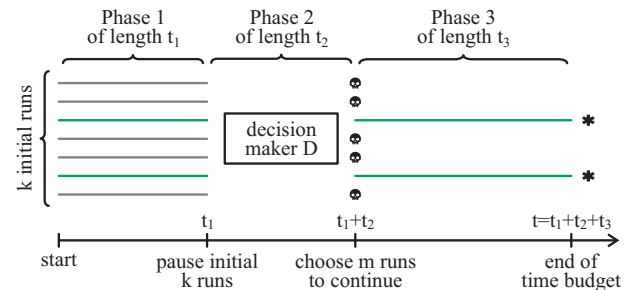 Phase 1
of length t₁
Phase 2
of length t₂
Phase 3
of length t₃
k initial runs
decision
maker D
t₁
t₁+t₂
t=t₁+t₂+t₃
start
pause initial
k runs
choose m runs
to continue
end of
time budget